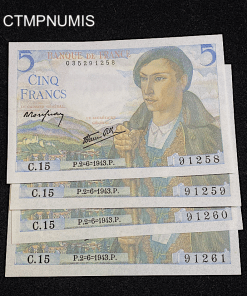 CTMPNUMIS
5 BANQUE DE FRANCE 5
035291258
CINQ
FRANCS
C.15 P.2=6=1943.P. 91258
C.15 P.2=6=1943.P. 91259
C.15 P.2=6=1943.P. 91260
C.15 P.2=6=1943.P. 91261